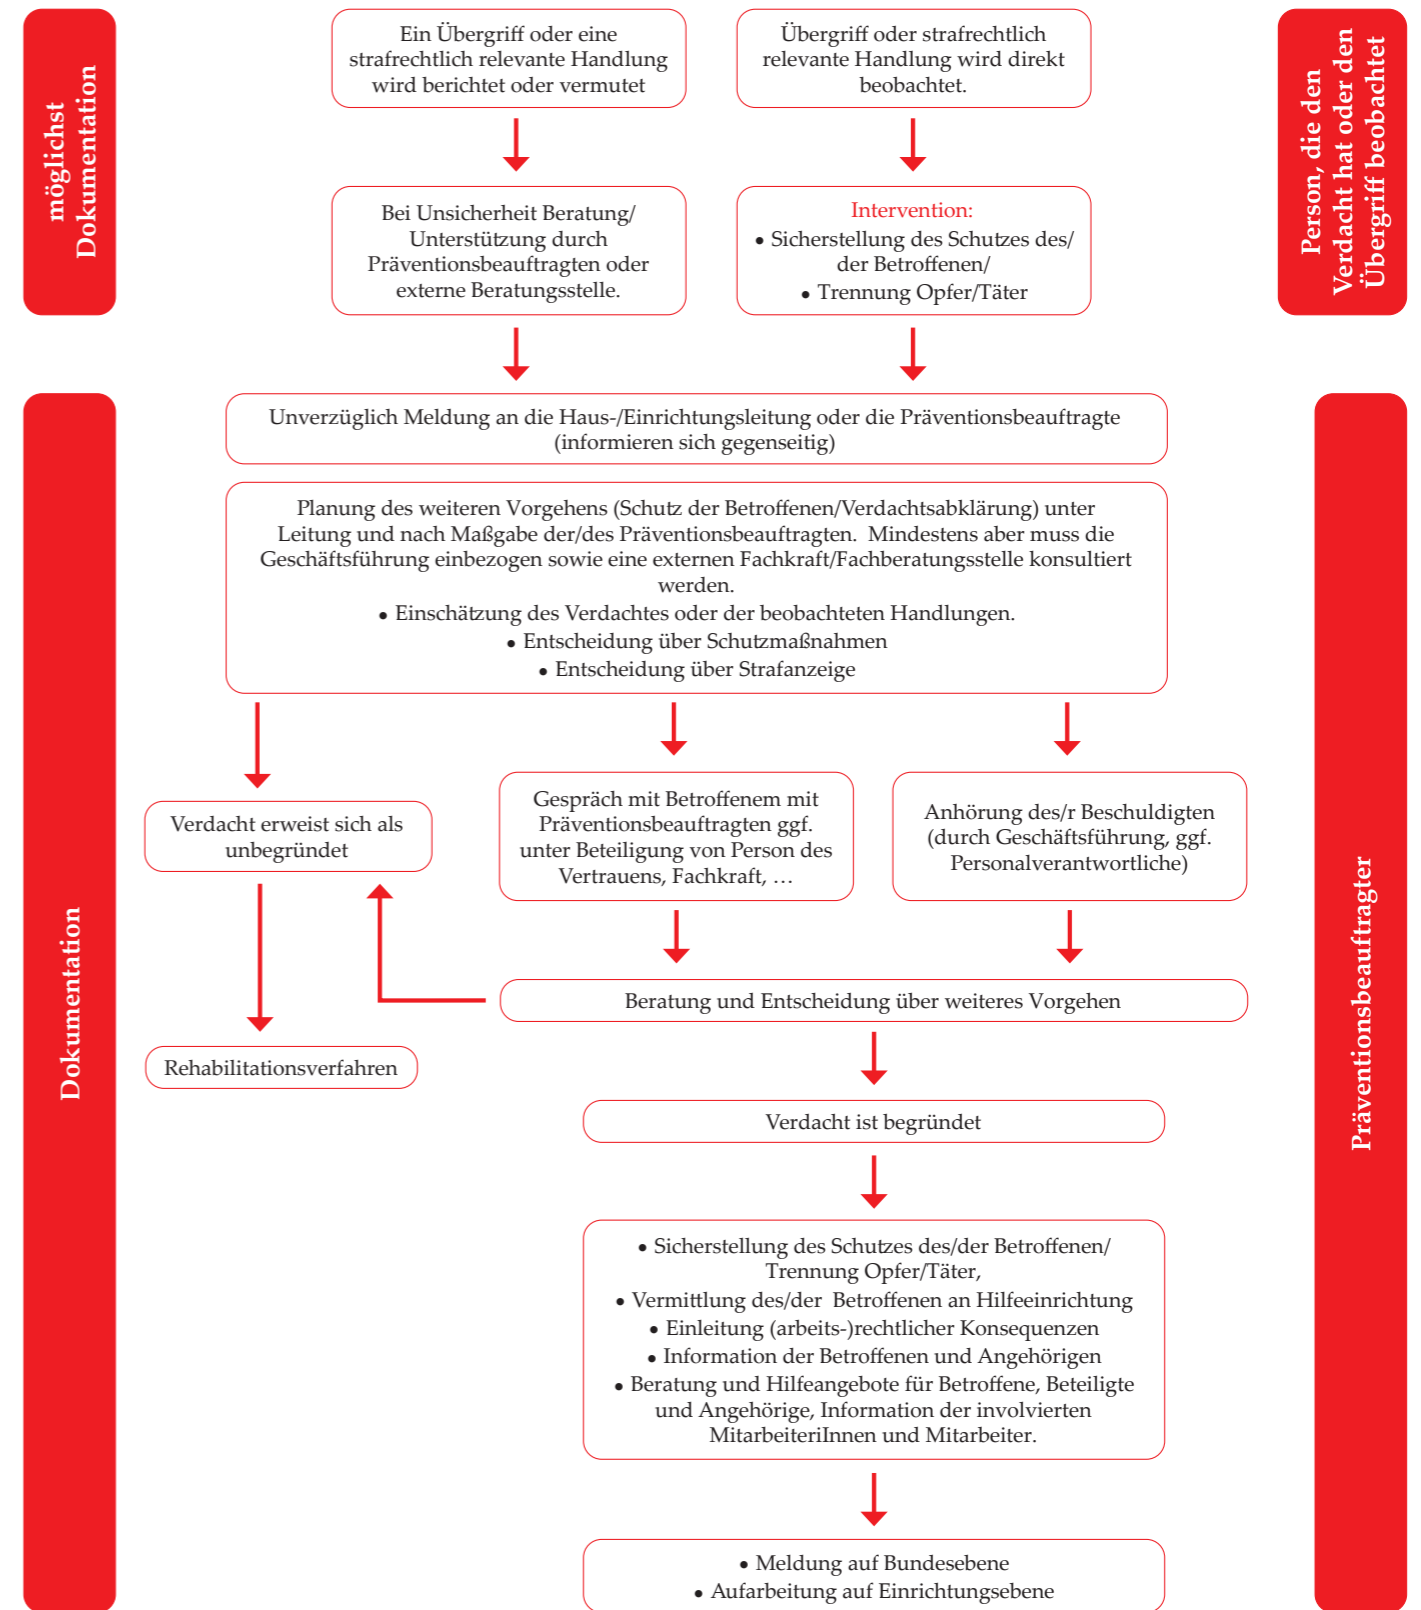 möglichst
Dokumentation
Ein Übergriff oder eine
strafrechtlich relevante Handlung
wird berichtet oder vermutet
Übergriff oder strafrechtlich
relevante Handlung wird direkt
beobachtet.
Person, die den
Verdacht hat oder den
Übergriff beobachtet
Bei Unsicherheit Beratung/
Unterstützung durch
Präventionsbeauftragten oder
externe Beratungsstelle.
Intervention:
• Sicherstellung des Schutzes des/
der Betroffenen/
• Trennung Opfer/Täter
Dokumentation
Präventionsbeauftragter
Unverzüglich Meldung an die Haus-/Einrichtungsleitung oder die Präventionsbeauftragte
(informieren sich gegenseitig)
Planung des weiteren Vorgehens (Schutz der Betroffenen/Verdachtsabklärung) unter
Leitung und nach Maßgabe der/des Präventionsbeauftragten.  Mindestens aber muss die
Geschäftsführung einbezogen sowie eine externen Fachkraft/Fachberatungsstelle konsultiert
werden.
• Einschätzung des Verdachtes oder der beobachteten Handlungen.
• Entscheidung über Schutzmaßnahmen
• Entscheidung über Strafanzeige
Verdacht erweist sich als
unbegründet
Gespräch mit Betroffenem mit
Präventionsbeauftragten ggf.
unter Beteiligung von Person des
Vertrauens, Fachkraft, …
Anhörung des/r Beschuldigten
(durch Geschäftsführung, ggf.
Personalverantwortliche)
Beratung und Entscheidung über weiteres Vorgehen
Rehabilitationsverfahren
Verdacht ist begründet
• Sicherstellung des Schutzes des/der Betroffenen/
Trennung Opfer/Täter,
• Vermittlung des/der  Betroffenen an Hilfeeinrichtung
• Einleitung (arbeits-)rechtlicher Konsequenzen
• Information der Betroffenen und Angehörigen
• Beratung und Hilfeangebote für Betroffene, Beteiligte
und Angehörige, Information der involvierten
MitarbeiteriInnen und Mitarbeiter.
• Meldung auf Bundesebene
• Aufarbeitung auf Einrichtungsebene